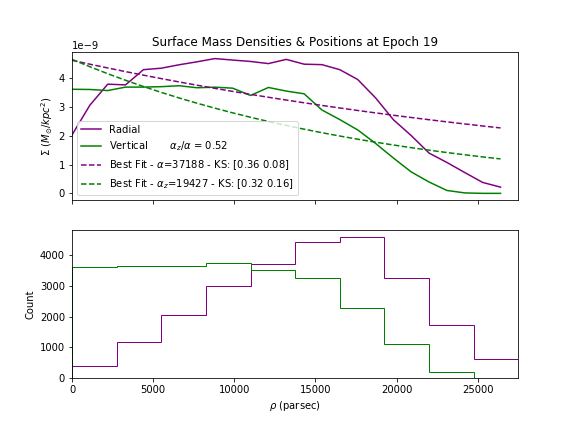 Surface Mass Densities & Positions at Epoch 19
1e−9
4
3
2
1
0
Σ (M⊙/kpc²)
Radial
Vertical αz/α = 0.52
Best Fit - α=37188 - KS: [0.36 0.08]
Best Fit - αz=19427 - KS: [0.32 0.16]
4000
3000
2000
1000
0
Count
0 5000 10000 15000 20000 25000
ρ (parsec)